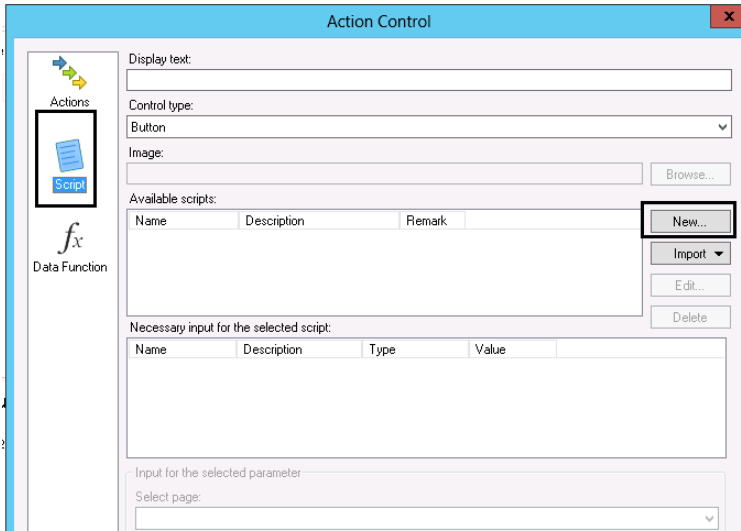 Action Control
x
Actions
Script
fx
Data Function
Display text:
Control type:
Button
Image:
Browse...
Available scripts:
Name Description Remark
New...
Import
Edit...
Delete
Necessary input for the selected script:
Name Description Type Value
Input for the selected parameter
Select page: